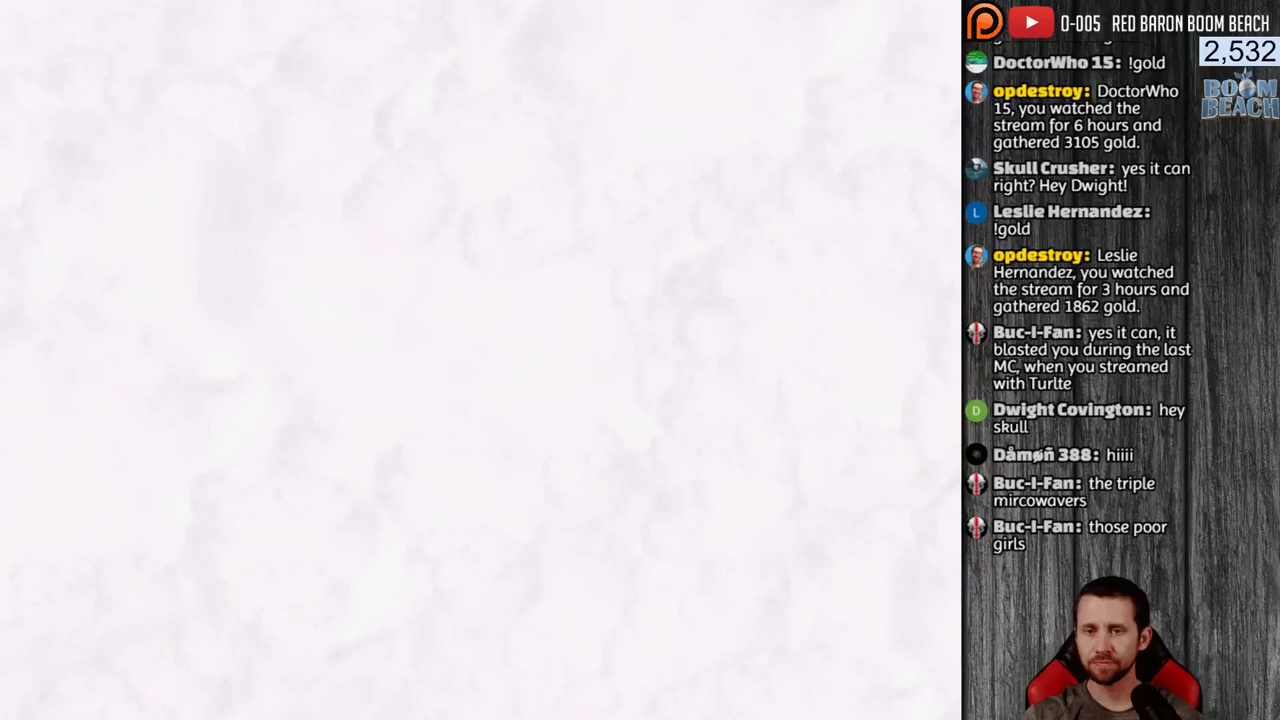 O-005 RED BARON BOOM BEACH
2,532
BOOM
BEACH
DoctorWho 15: !gold
opdestroy: DoctorWho
15, you watched the
stream for 6 hours and
gathered 3105 gold.
Skull Crusher: yes it can
right? Hey Dwight!
L Leslie Hernandez:
!gold
opdestroy: Leslie
Hernandez, you watched
the stream for 3 hours and
gathered 1862 gold.
Buc-I-Fan: yes it can, it
blasted you during the last
MC, when you streamed
with Turlte
D Dwight Covington: hey
skull
Dåmøñ 388: hiiii
Buc-I-Fan: the triple
mircowavers
Buc-I-Fan: those poor
girls